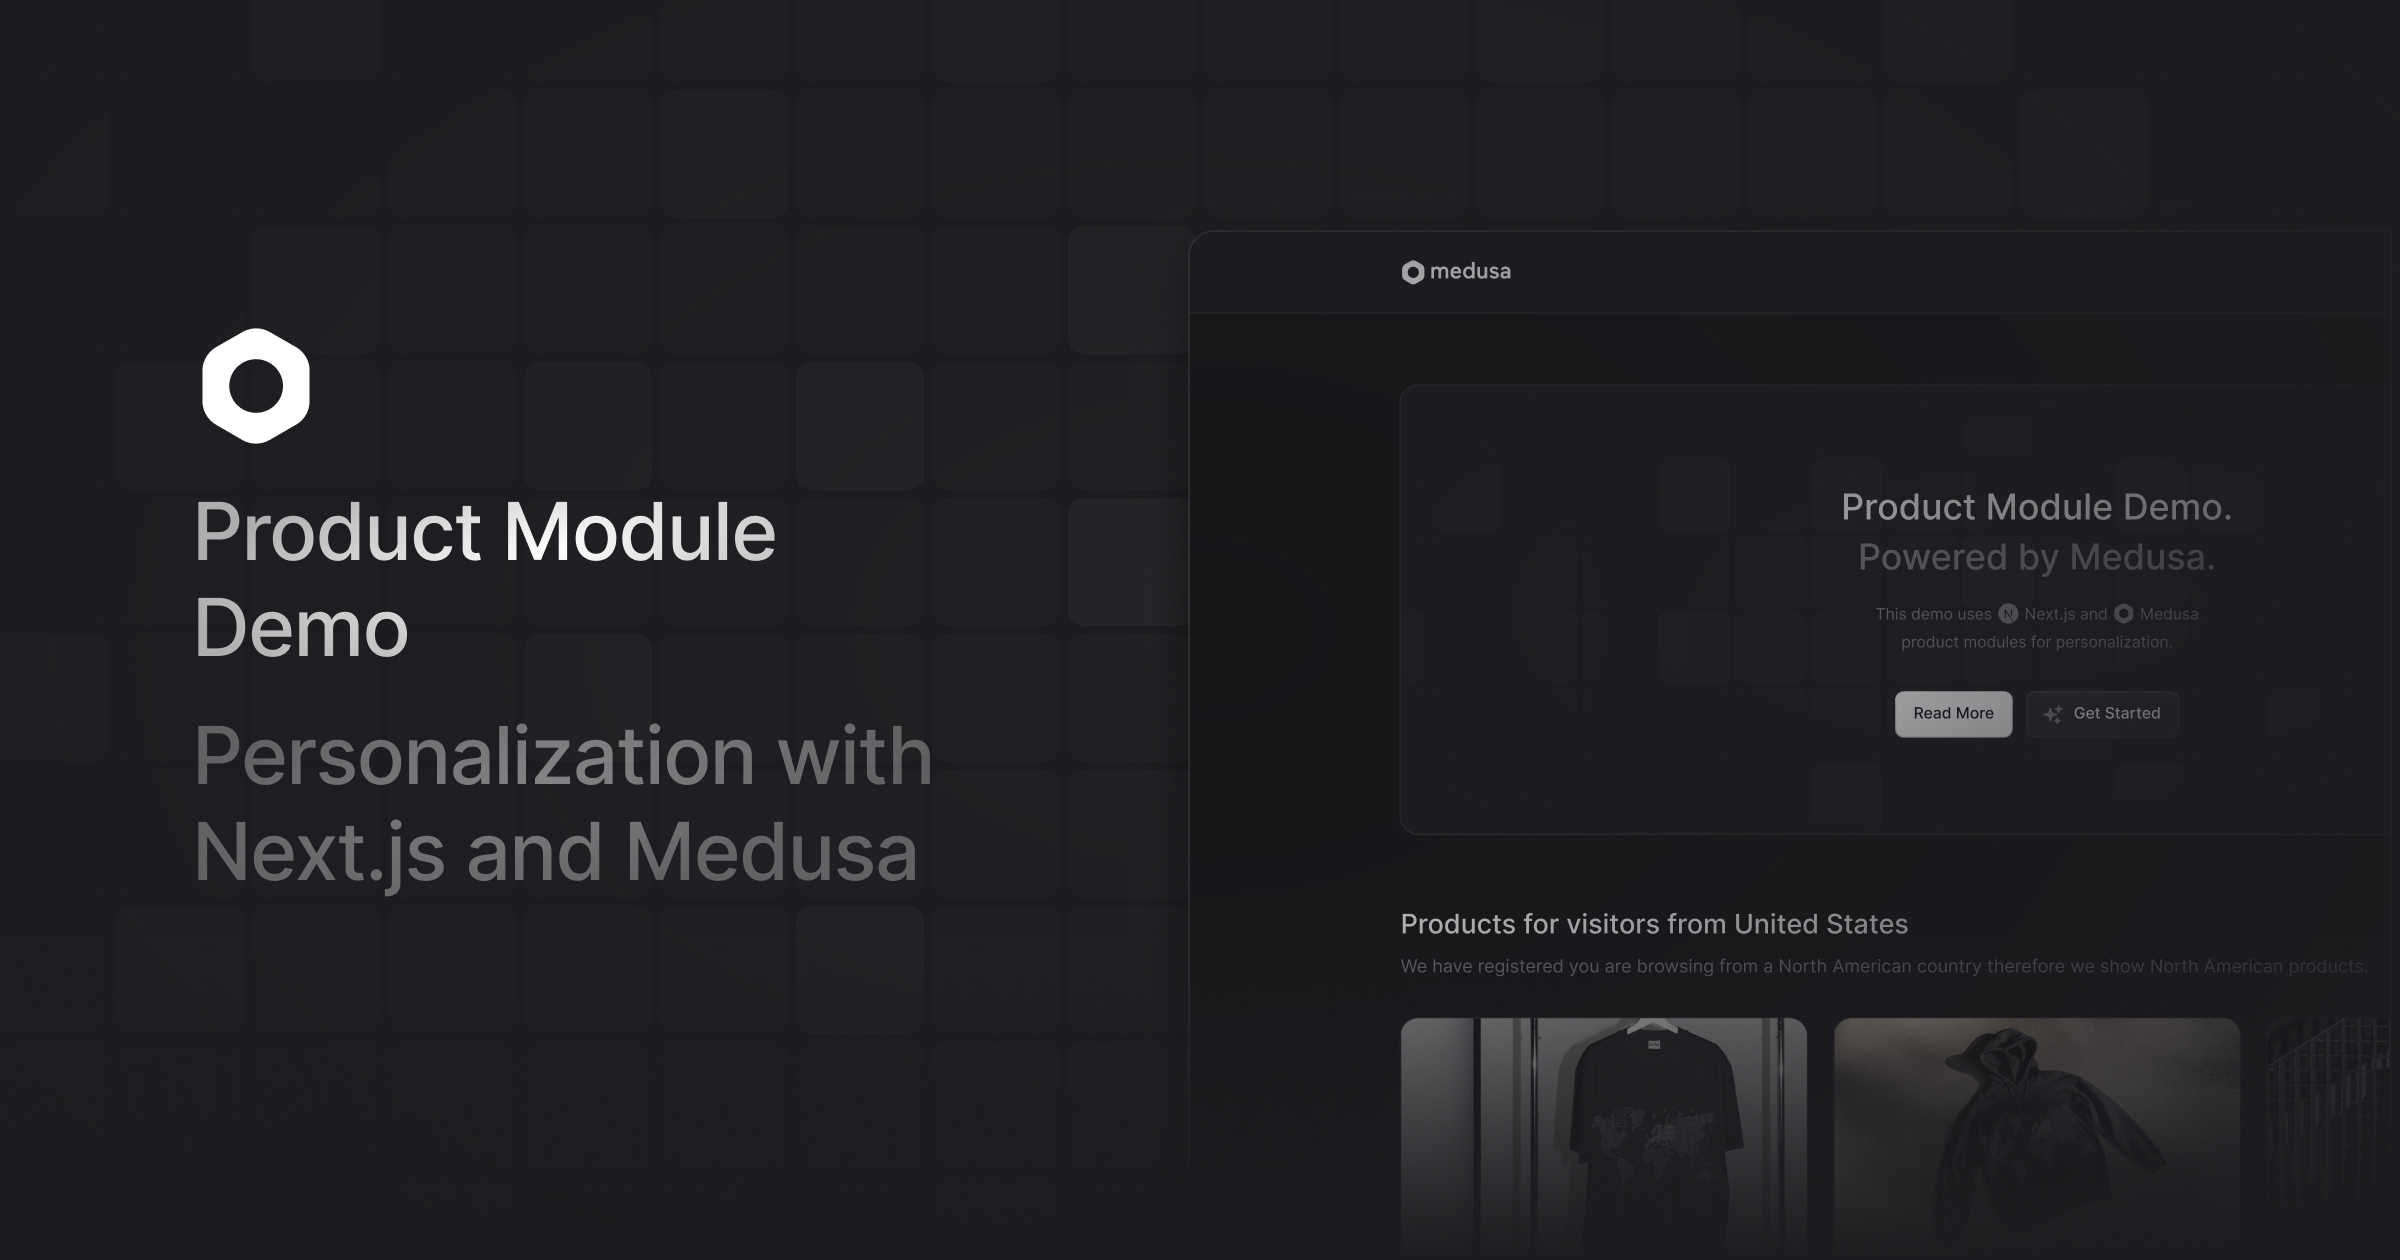 Product Module
Demo
Personalization with
Next.js and Medusa
medusa
Product Module Demo.
Powered by Medusa.
This demo uses N Next.js and Medusa
product modules for personalization.
Read More
Get Started
Products for visitors from United States
We have registered you are browsing from a North American country therefore we show North American products.